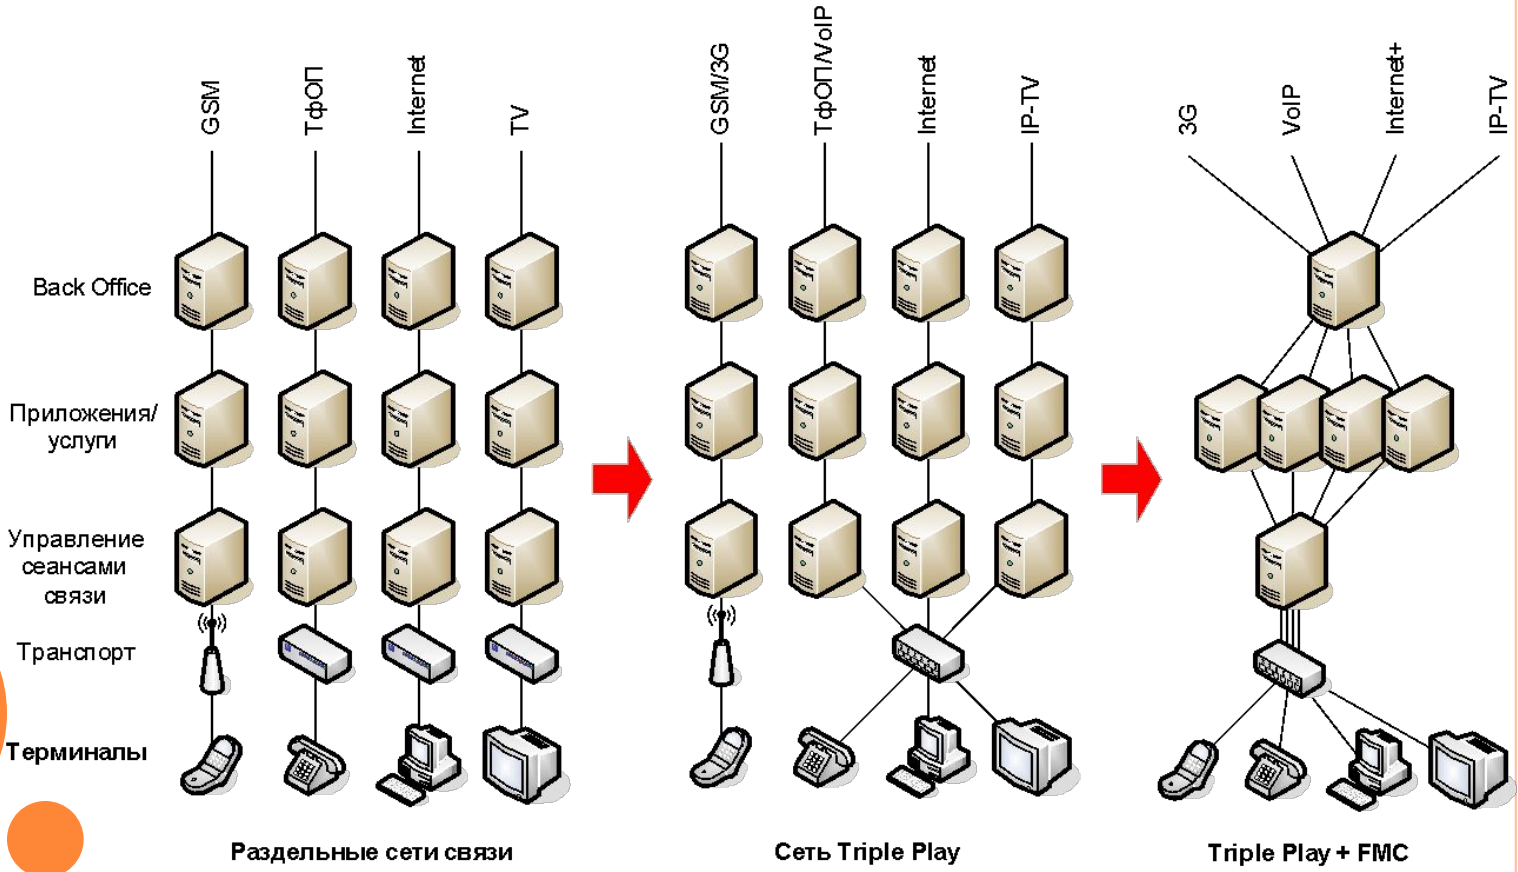 GSM
ТфОП
Internet
TV
GSM/3G
ТфОП/VoIP
Internet
IP-TV
3G
VoIP
Internet+
IP-TV
Back Office
Приложения/
услуги
Управление
сеансами
связи
Транспорт
Терминалы
Раздельные сети связи
Сеть Triple Play
Triple Play + FMC